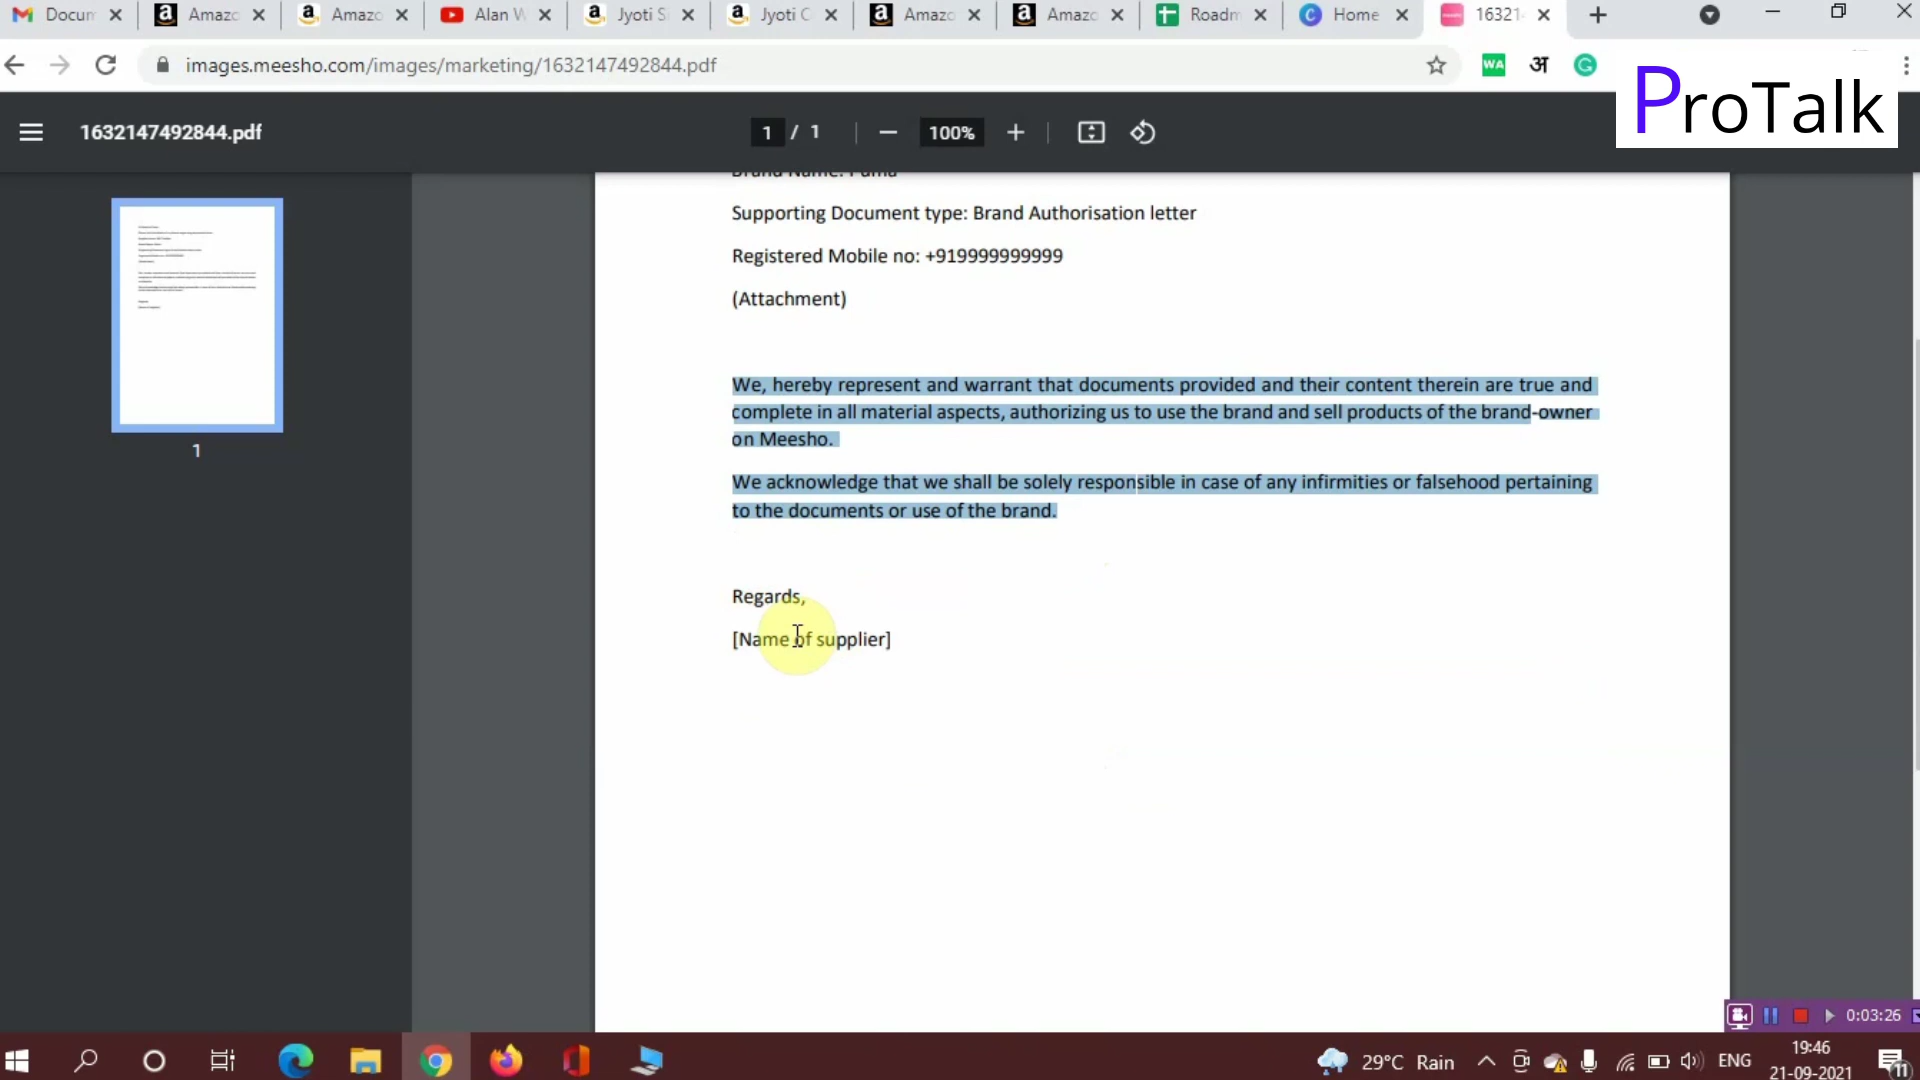 Docum
Amazo
Amazo
Alan W
Jyoti S
Jyoti C
Amazo
Amazo
Roadm
Home
16321
images.meesho.com/images/marketing/1632147492844.pdf
WA
अ
ProTalk
1632147492844.pdf
1 / 1
100%
Brand Name: Puma
Supporting Document type: Brand Authorisation letter
Registered Mobile no: +919999999999
(Attachment)
We, hereby represent and warrant that documents provided and their content therein are true and
complete in all material aspects, authorizing us to use the brand and sell products of the brand-owner
on Meesho.
We acknowledge that we shall be solely responsible in case of any infirmities or falsehood pertaining
to the documents or use of the brand.
Regards,
[Name of supplier]
1
0:03:26
29°C Rain
ENG
19:46
21-09-2021
11